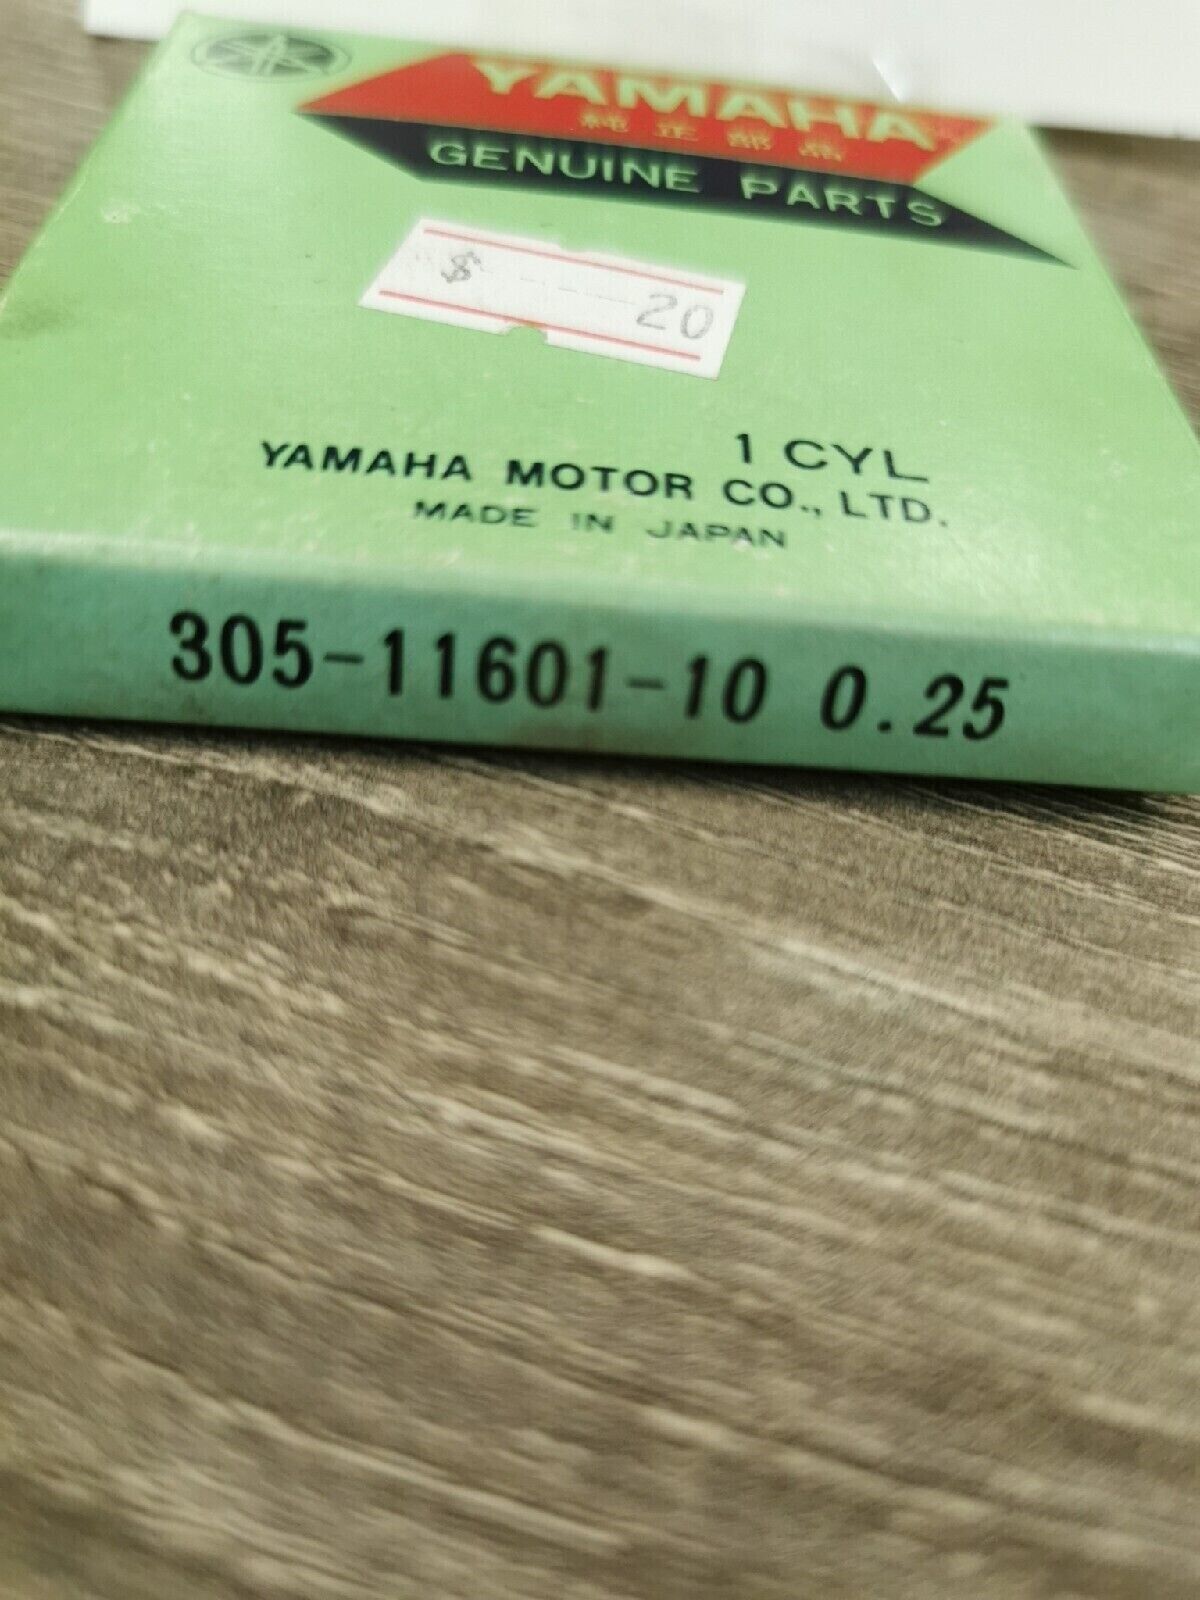 YAMAHA
純正部品
GENUINE PARTS
$ 20
1 CYL
YAMAHA MOTOR CO., LTD.
MADE IN JAPAN
305-11601-10 0.25